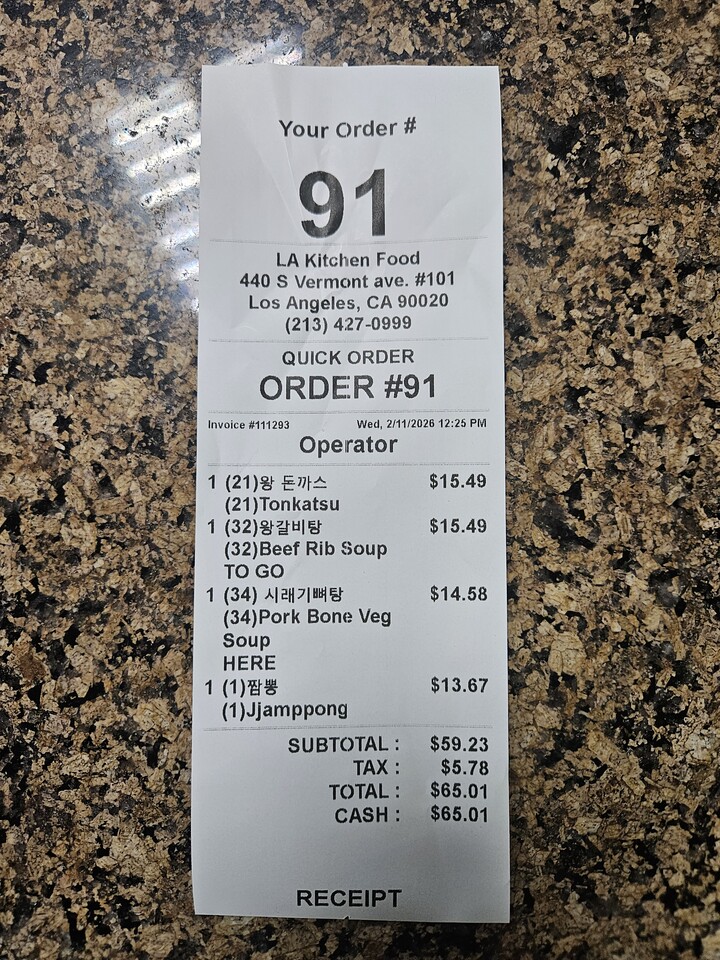 Your Order #
91
LA Kitchen Food
440 S Vermont ave. #101
Los Angeles, CA 90020
(213) 427-0999
QUICK ORDER
ORDER #91
Invoice #111293 Wed, 2/11/2026 12:25 PM
Operator
1 (21)왕 돈까스 $15.49
(21)Tonkatsu
1 (32)왕갈비탕 $15.49
(32)Beef Rib Soup
TO GO
1 (34) 시래기뼈탕 $14.58
(34)Pork Bone Veg
Soup
HERE
1 (1)짬뽕 $13.67
(1)Jjamppong
SUBTOTAL : $59.23
TAX : $5.78
TOTAL : $65.01
CASH : $65.01
RECEIPT